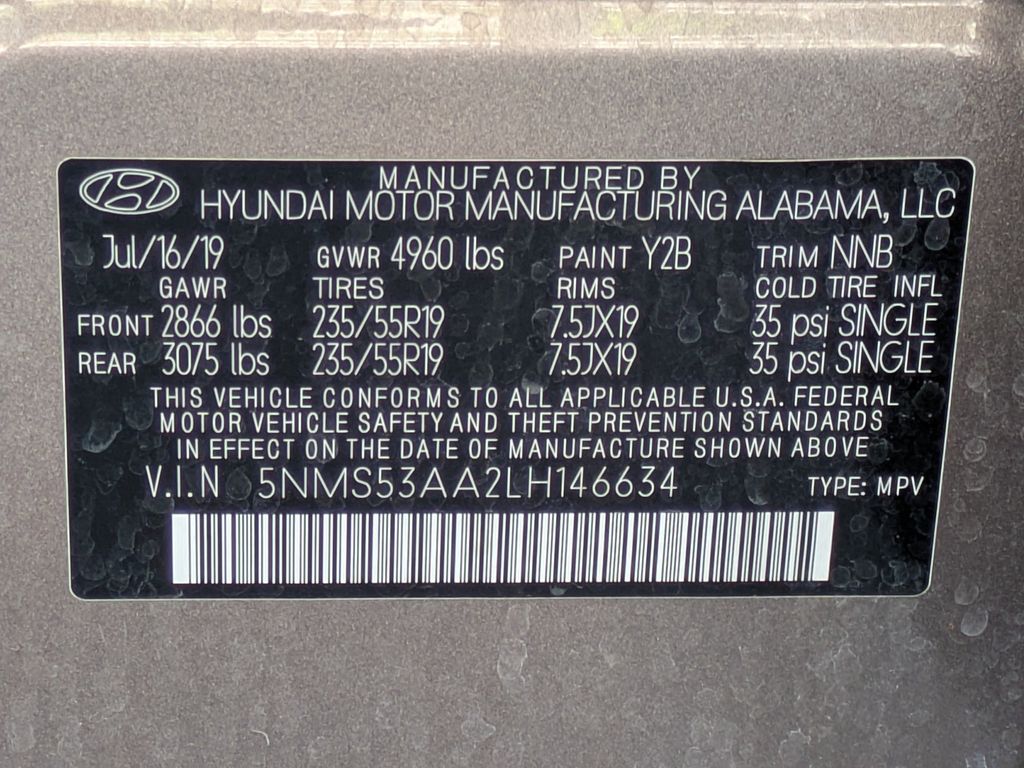 MANUFACTURED BY
HYUNDAI MOTOR MANUFACTURING ALABAMA, LLC
Jul/16/19 GVWR 4960 lbs PAINT Y2B TRIM NNB
GAWR TIRES RIMS COLD TIRE INFL
FRONT 2866 lbs 235/55R19 7.5JX19 35 psi SINGLE
REAR 3075 lbs 235/55R19 7.5JX19 35 psi SINGLE
THIS VEHICLE CONFORMS TO ALL APPLICABLE U.S.A. FEDERAL
MOTOR VEHICLE SAFETY AND THEFT PREVENTION STANDARDS
IN EFFECT ON THE DATE OF MANUFACTURE SHOWN ABOVE
V.I.N 5NMS53AA2LH146634 TYPE: MPV